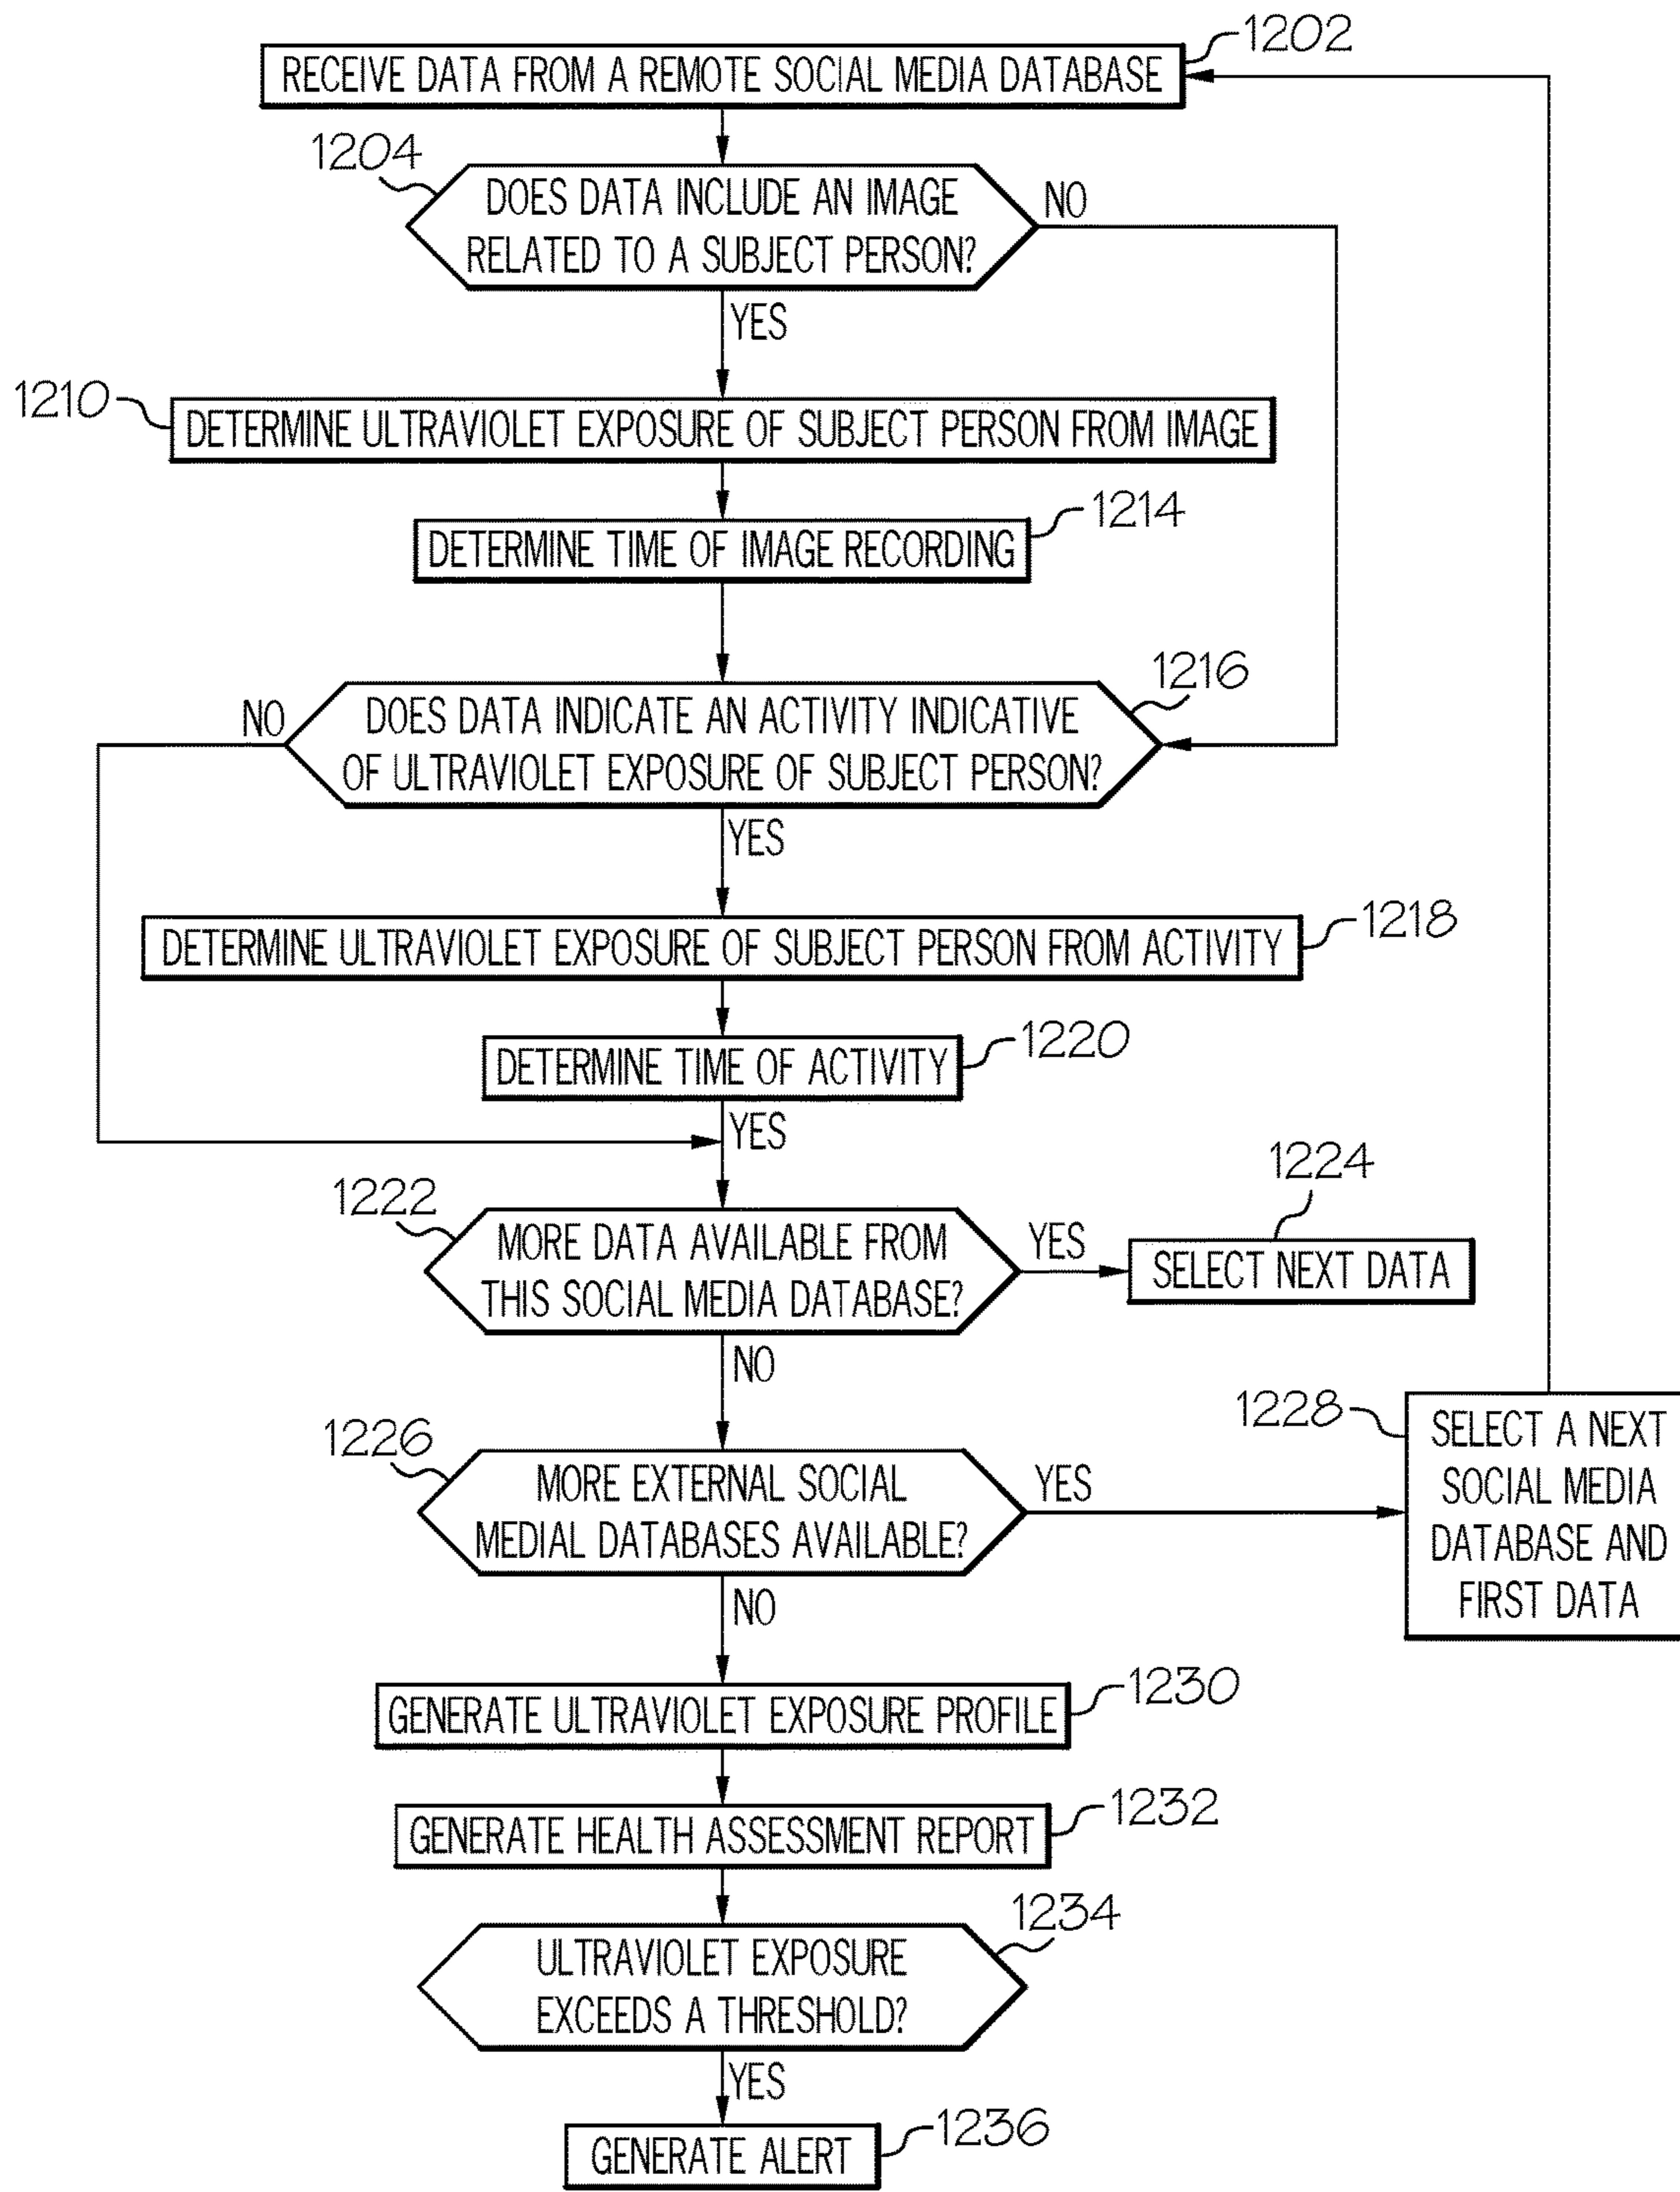 1202
RECEIVE DATA FROM A REMOTE SOCIAL MEDIA DATABASE
1204
DOES DATA INCLUDE AN IMAGE
RELATED TO A SUBJECT PERSON?
NO
YES
1210
DETERMINE ULTRAVIOLET EXPOSURE OF SUBJECT PERSON FROM IMAGE
1214
DETERMINE TIME OF IMAGE RECORDING
1216
NO
DOES DATA INDICATE AN ACTIVITY INDICATIVE
OF ULTRAVIOLET EXPOSURE OF SUBJECT PERSON?
YES
1218
DETERMINE ULTRAVIOLET EXPOSURE OF SUBJECT PERSON FROM ACTIVITY
1220
DETERMINE TIME OF ACTIVITY
YES
1222
MORE DATA AVAILABLE FROM
THIS SOCIAL MEDIA DATABASE?
YES
1224
SELECT NEXT DATA
NO
1226
MORE EXTERNAL SOCIAL
MEDIAL DATABASES AVAILABLE?
YES
1228
SELECT A NEXT
SOCIAL MEDIA
DATABASE AND
FIRST DATA
NO
1230
GENERATE ULTRAVIOLET EXPOSURE PROFILE
1232
GENERATE HEALTH ASSESSMENT REPORT
1234
ULTRAVIOLET EXPOSURE
EXCEEDS A THRESHOLD?
YES
1236
GENERATE ALERT